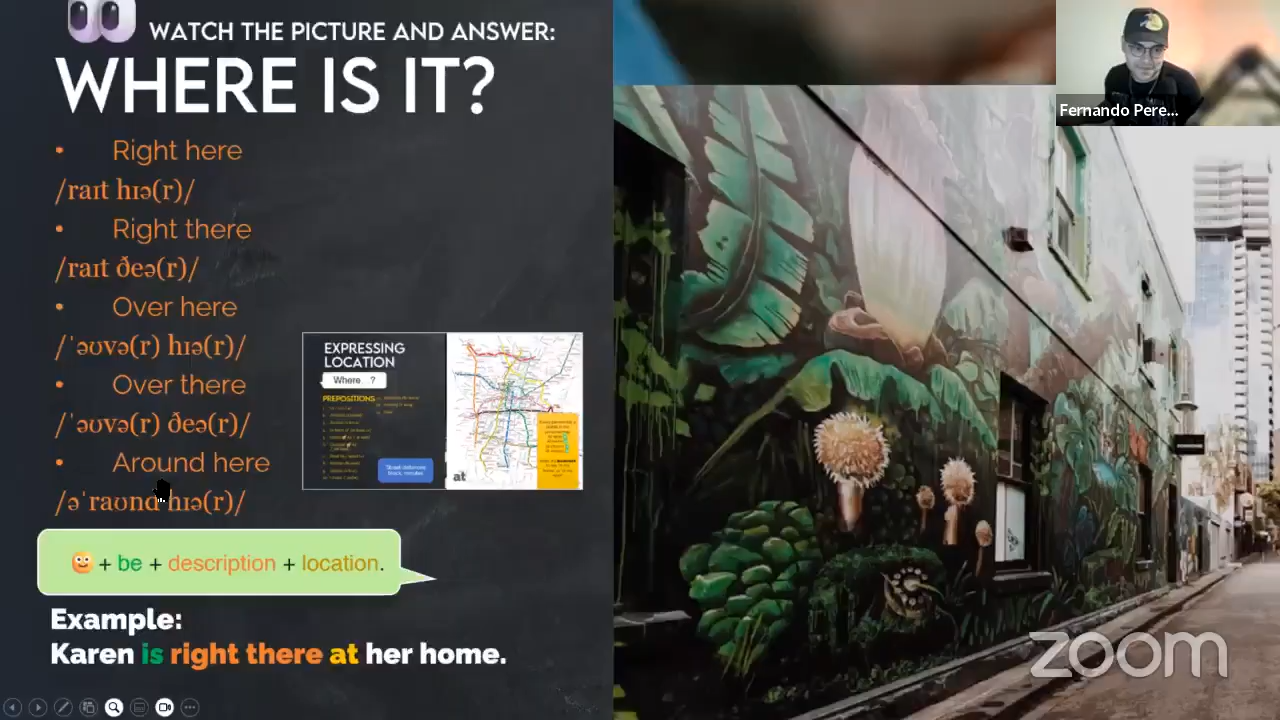 WATCH THE PICTURE AND ANSWER:
WHERE IS IT?
• Right here
/raɪt hɪə(r)/
• Right there
/raɪt ðeə(r)/
• Over here
/ˈəʊvə(r) hɪə(r)/
• Over there
/ˈəʊvə(r) ðeə(r)/
• Around here
/əˈraʊnd hɪə(r)/
EXPRESSING
LOCATION
Where...?
PREPOSITIONS
at
+ be + description + location.
Example:
Karen is right there at her home.
Fernando Pere...
zoom